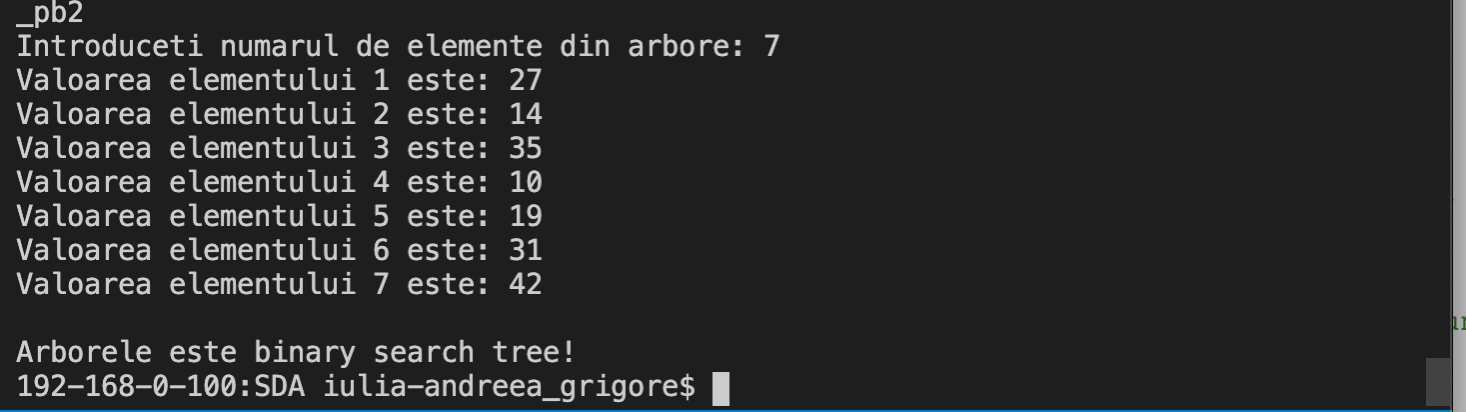 _pb2
Introduceti numarul de elemente din arbore: 7
Valoarea elementului 1 este: 27
Valoarea elementului 2 este: 14
Valoarea elementului 3 este: 35
Valoarea elementului 4 este: 10
Valoarea elementului 5 este: 19
Valoarea elementului 6 este: 31
Valoarea elementului 7 este: 42
Arborele este binary search tree!
192-168-0-100:SDA iulia-andreea_grigore$